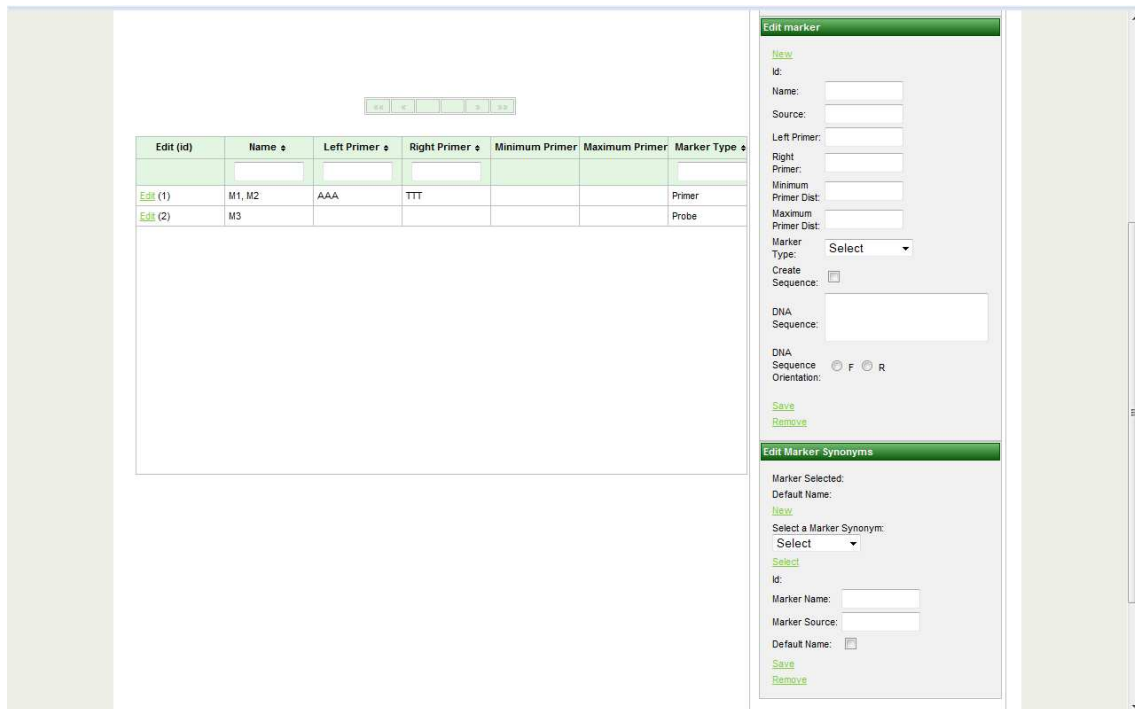 «« « » »»
Edit (id) Name Left Primer Right Primer Minimum Primer Maximum Primer Marker Type
Edit (1) M1, M2 AAA TTT Primer
Edit (2) M3 Probe
Edit marker
New
Id:
Name:
Source:
Left Primer:
Right
Primer:
Minimum
Primer Dist:
Maximum
Primer Dist:
Marker
Type: Select
Create
Sequence:
DNA
Sequence:
DNA
Sequence
Orientation: F R
Save
Remove
Edit Marker Synonyms
Marker Selected:
Default Name:
New
Select a Marker Synonym:
Select
Select
Id:
Marker Name:
Marker Source:
Default Name:
Save
Remove